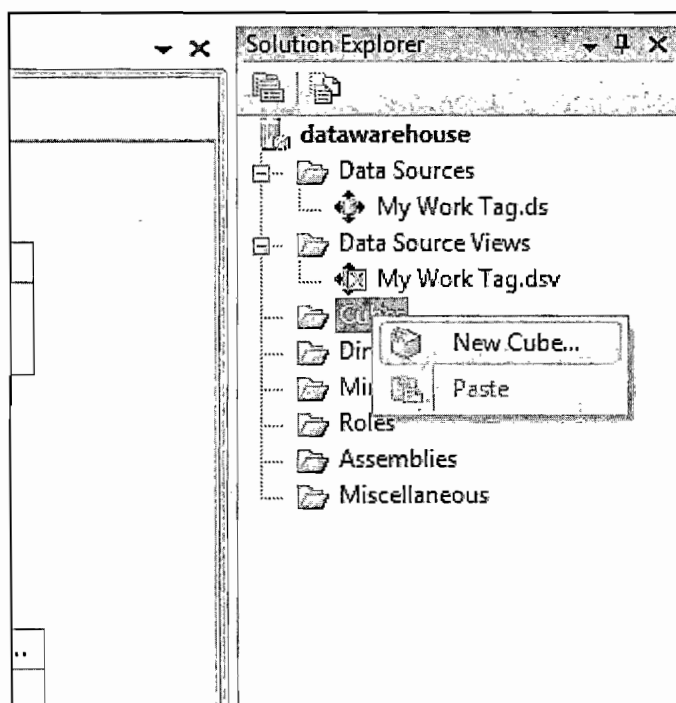 Solution Explorer
datawarehouse
Data Sources
My Work Tag.ds
Data Source Views
My Work Tag.dsv
New Cube...
Paste
Roles
Assemblies
Miscellaneous